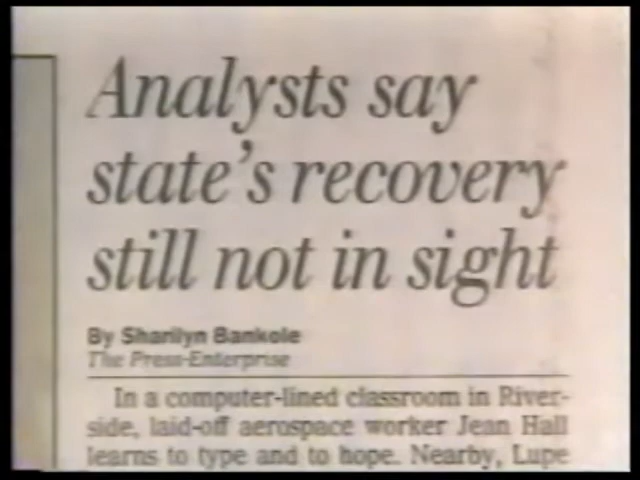 Analysts say
state's recovery
still not in sight
By Sharilyn Bankole
The Press-Enterprise
In a computer-lined classroom in River-
side, laid-off aerospace worker Jean Hall
learns to type and to hope. Nearby, Lupe